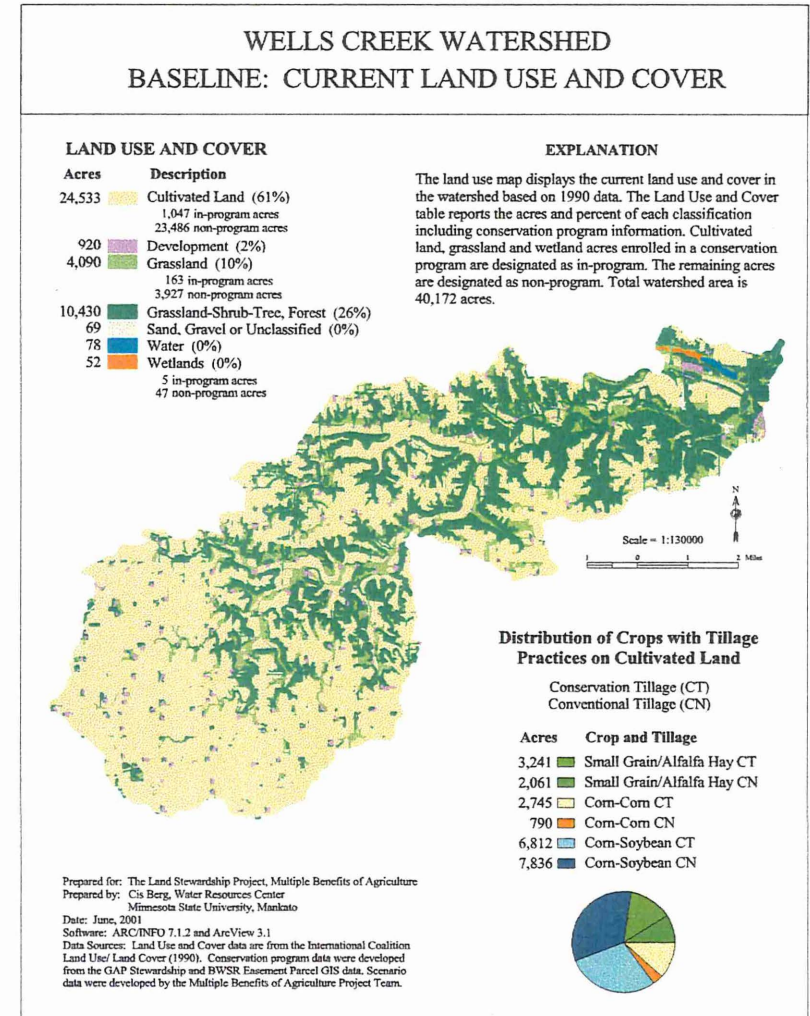 WELLS CREEK WATERSHED
BASELINE: CURRENT LAND USE AND COVER
LAND USE AND COVER
Acres Description
24,533 Cultivated Land (61%)
1,047 in-program acres
23,486 non-program acres
920 Development (2%)
4,090 Grassland (10%)
163 in-program acres
3,927 non-program acres
10,430 Grassland-Shrub-Tree, Forest (26%)
69 Sand, Gravel or Unclassified (0%)
78 Water (0%)
52 Wetlands (0%)
5 in-program acres
47 non-program acres
EXPLANATION
The land use map displays the current land use and cover in
the watershed based on 1990 data. The Land Use and Cover
table reports the acres and percent of each classification
including conservation program information. Cultivated
land, grassland and wetland acres enrolled in a conservation
program are designated as in-program. The remaining acres
are designated as non-program. Total watershed area is
40,172 acres.
N
Scale = 1:130000
1 0 1 2 Miles
Distribution of Crops with Tillage
Practices on Cultivated Land
Conservation Tillage (CT)
Conventional Tillage (CN)
Acres Crop and Tillage
3,241 Small Grain/Alfalfa Hay CT
2,061 Small Grain/Alfalfa Hay CN
2,745 Corn-Corn CT
790 Corn-Corn CN
6,812 Corn-Soybean CT
7,836 Corn-Soybean CN
Prepared for: The Land Stewardship Project, Multiple Benefits of Agriculture
Prepared by: Cis Berg, Water Resources Center
Minnesota State University, Mankato
Date: June, 2001
Software: ARC/INFO 7.1.2 and ArcView 3.1
Data Sources: Land Use and Cover data are from the International Coalition
Land Use/ Land Cover (1990). Conservation program data were developed
from the GAP Stewardship and BWSR Easement Parcel GIS data. Scenario
data were developed by the Multiple Benefits of Agriculture Project Team.